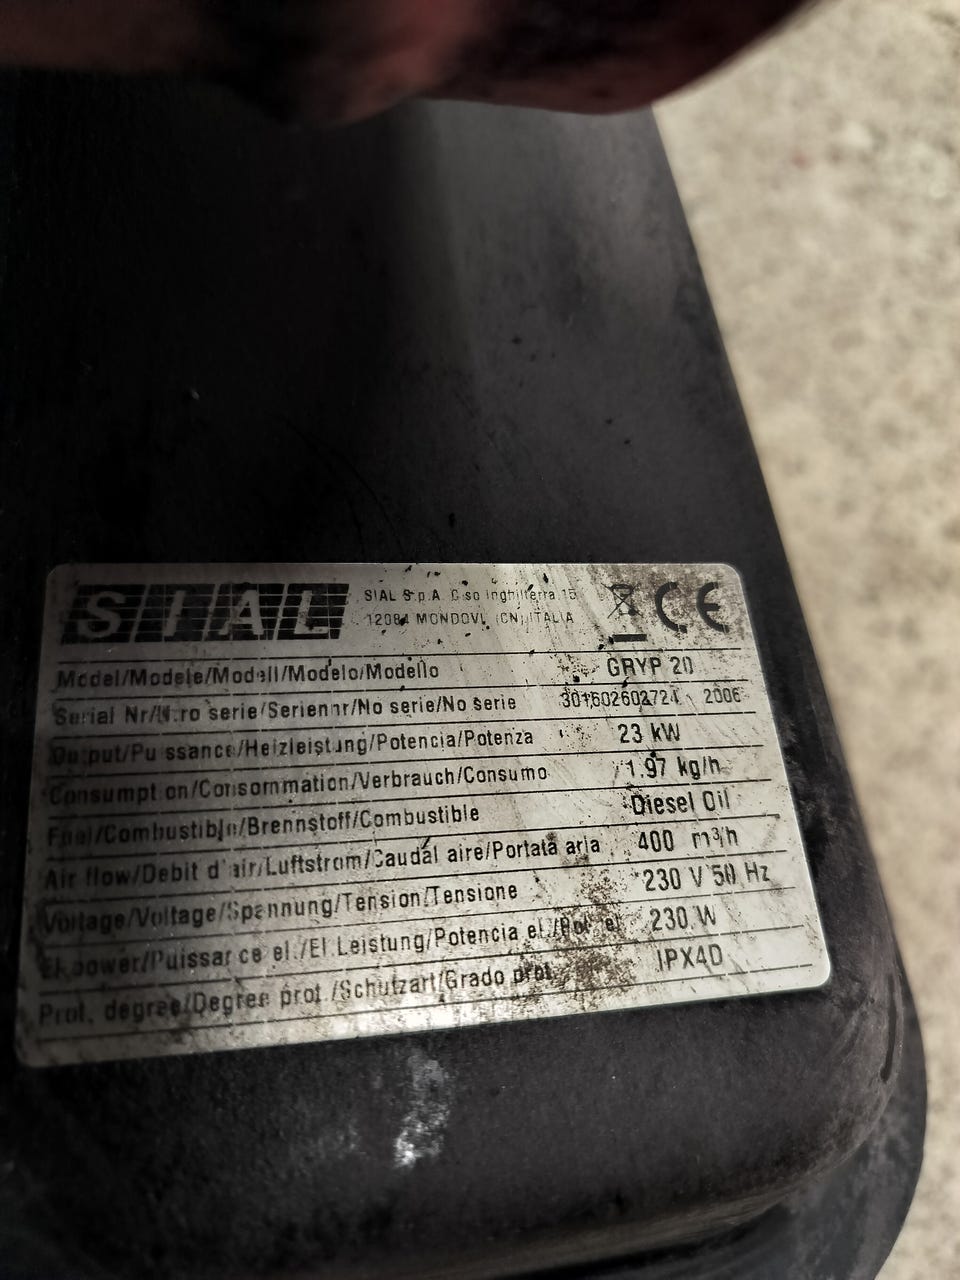 SIAL
SIAL S.p.A. C.so Inghilterra 15
12084 MONDOVI (CN) ITALIA
CE
Model/Modele/Modell/Modelo/Modello GRYP 20
Serial Nr/N.ro serie/Seriennr/No serie/No serie 2006
Output/Puissance/Heizleistung/Potencia/Potenza 23 kW
Consumption/Consommation/Verbrauch/Consumo 1.97 kg/h
Fuel/Combustible/Brennstoff/Combustible Diesel Oil
Air flow/Debit d'air/Luftstrom/Caudal aire/Portata aria 400 m³/h
Voltage/Voltage/Spannung/Tension/Tensione 230 V 50 Hz
El.power/Puissance el./El.Leistung/Potencia el./Pot. el. 230 W
Prot. degree/Degree prot./Schutzart/Grado prot. IPX4D